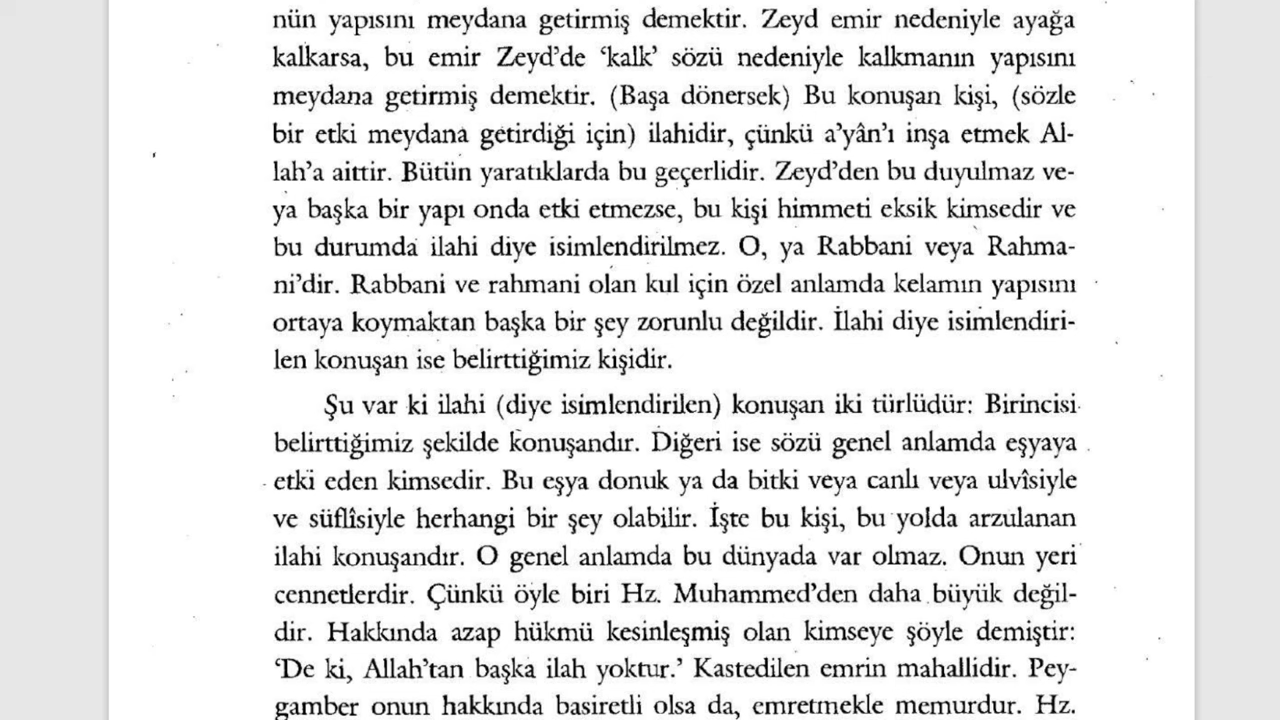 nün yapısını meydana getirmiş demektir. Zeyd emir nedeniyle ayağa
kalkarsa, bu emir Zeyd’de ‘kalk’ sözü nedeniyle kalkmanın yapısını
meydana getirmiş demektir. (Başa dönersek) Bu konuşan kişi, (sözle
bir etki meydana getirdiği için) ilahidir, çünkü a’yân’ı inşa etmek Al-
lah’a aittir. Bütün yaratıklarda bu geçerlidir. Zeyd’den bu duyulmaz ve-
ya başka bir yapı onda etki etmezse, bu kişi himmeti eksik kimsedir ve
bu durumda ilahi diye isimlendirilmez. O, ya Rabbani veya Rahma-
ni’dir. Rabbani ve rahmani olan kul için özel anlamda kelamın yapısını
ortaya koymaktan başka bir şey zorunlu değildir. İlahi diye isimlendiri-
len konuşan ise belirttiğimiz kişidir.
Şu var ki ilahi (diye isimlendirilen) konuşan iki türlüdür: Birincisi
belirttiğimiz şekilde konuşandır. Diğeri ise sözü genel anlamda eşyaya
etki eden kimsedir. Bu eşya donuk ya da bitki veya canlı veya ulvîsiyle
ve süflîsiyle herhangi bir şey olabilir. İşte bu kişi, bu yolda arzulanan
ilahi konuşandır. O genel anlamda bu dünyada var olmaz. Onun yeri
cennetlerdir. Çünkü öyle biri Hz. Muhammed’den daha büyük değil-
dir. Hakkında azap hükmü kesinleşmiş olan kimseye şöyle demiştir:
‘De ki, Allah’tan başka ilah yoktur.’ Kastedilen emrin mahallidir. Pey-
gamber onun hakkında basiretli olsa da, emretmekle memurdur. Hz.